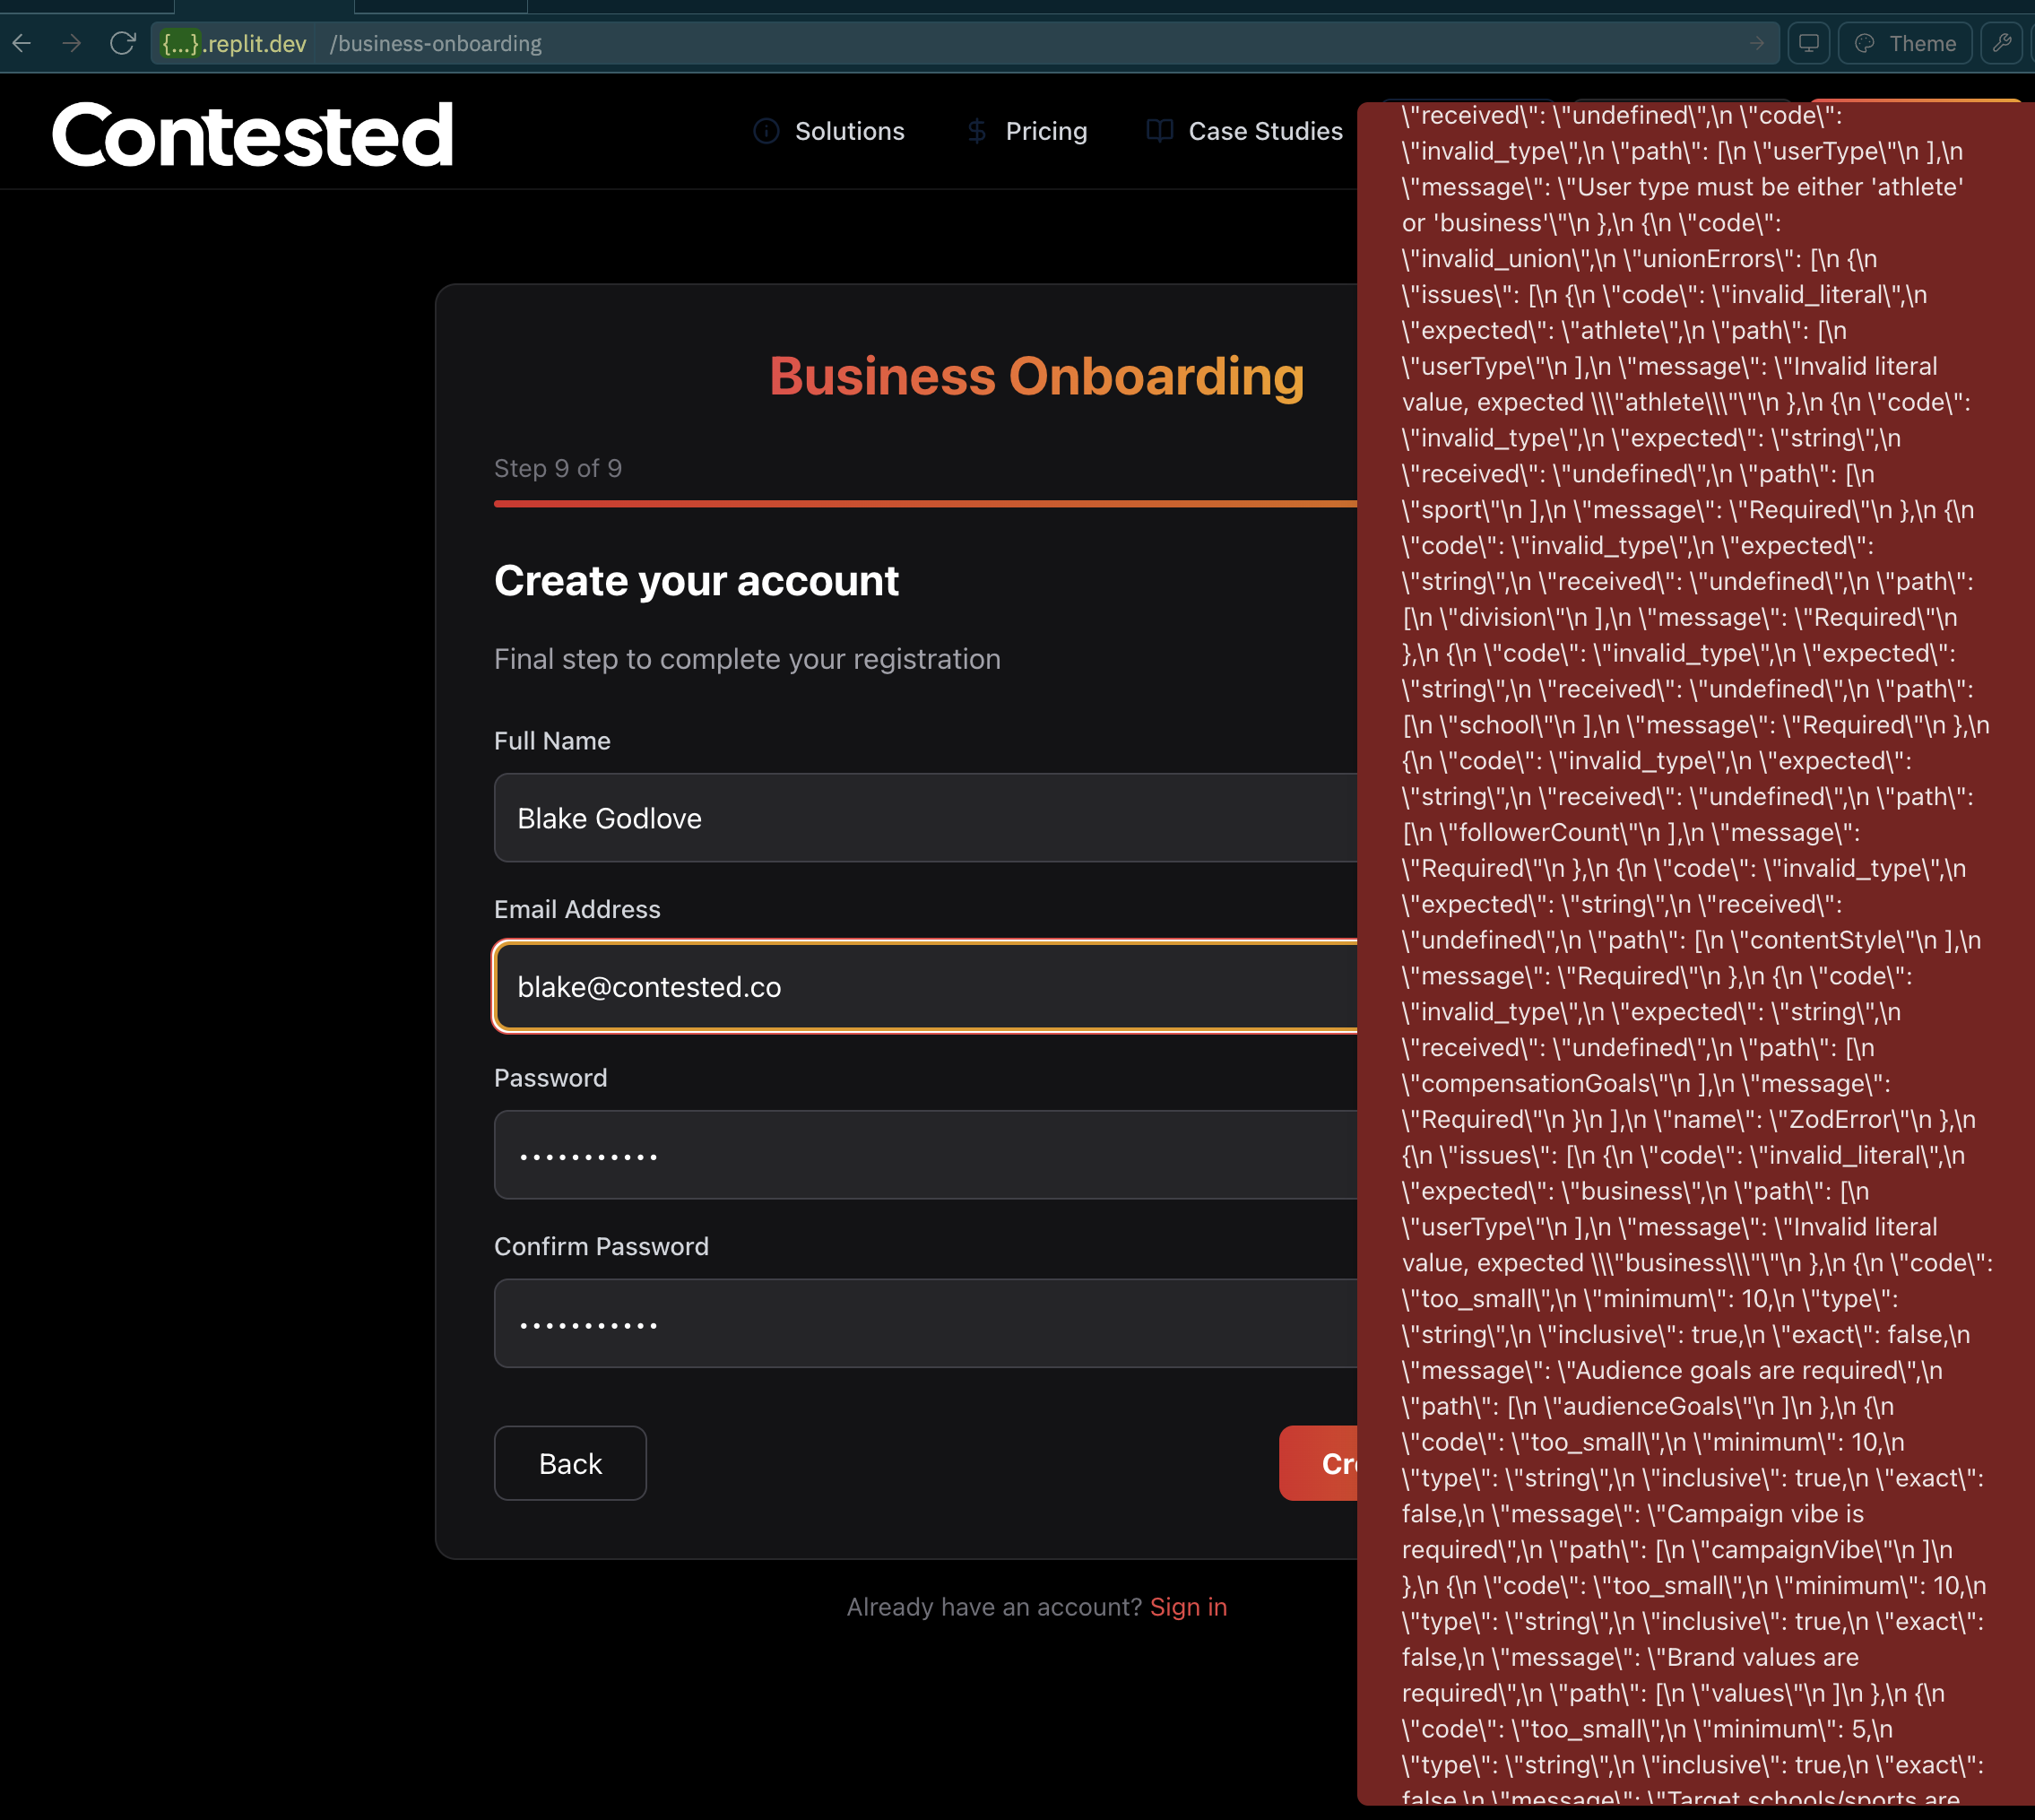 {...}.replit.dev /business-onboarding
Theme
Contested
Solutions
Pricing
Case Studies
Business Onboarding
Step 9 of 9
Create your account
Final step to complete your registration
Full Name
Blake Godlove
Email Address
blake@contested.co
Password
•••••••••••
Confirm Password
•••••••••••
Back
Cre
Already have an account? Sign in
\"received\": \"undefined\",\n \"code\":
\"invalid_type\",\n \"path\": [\n \"userType\"\n ],\n
\"message\": \"User type must be either 'athlete'
or 'business'\"\n },\n {\n \"code\":
\"invalid_union\",\n \"unionErrors\": [\n {\n
\"issues\": [\n {\n \"code\": \"invalid_literal\",\n
\"expected\": \"athlete\",\n \"path\": [\n
\"userType\"\n ],\n \"message\": \"Invalid literal
value, expected \\\"athlete\\\"\"\n },\n {\n \"code\":
\"invalid_type\",\n \"expected\": \"string\",\n
\"received\": \"undefined\",\n \"path\": [\n
\"sport\"\n ],\n \"message\": \"Required\"\n },\n {\n
\"code\": \"invalid_type\",\n \"expected\":
\"string\",\n \"received\": \"undefined\",\n \"path\":
[\n \"division\"\n ],\n \"message\": \"Required\"\n
},\n {\n \"code\": \"invalid_type\",\n \"expected\":
\"string\",\n \"received\": \"undefined\",\n \"path\":
[\n \"school\"\n ],\n \"message\": \"Required\"\n },\n
{\n \"code\": \"invalid_type\",\n \"expected\":
\"string\",\n \"received\": \"undefined\",\n \"path\":
[\n \"followerCount\"\n ],\n \"message\":
\"Required\"\n },\n {\n \"code\": \"invalid_type\",\n
\"expected\": \"string\",\n \"received\":
\"undefined\",\n \"path\": [\n \"contentStyle\"\n ],\n
\"message\": \"Required\"\n },\n {\n \"code\":
\"invalid_type\",\n \"expected\": \"string\",\n
\"received\": \"undefined\",\n \"path\": [\n
\"compensationGoals\"\n ],\n \"message\":
\"Required\"\n }\n ],\n \"name\": \"ZodError\"\n },\n
{\n \"issues\": [\n {\n \"code\": \"invalid_literal\",\n
\"expected\": \"business\",\n \"path\": [\n
\"userType\"\n ],\n \"message\": \"Invalid literal
value, expected \\\"business\\\"\"\n },\n {\n \"code\":
\"too_small\",\n \"minimum\": 10,\n \"type\":
\"string\",\n \"inclusive\": true,\n \"exact\": false,\n
\"message\": \"Audience goals are required\",\n
\"path\": [\n \"audienceGoals\"\n ]\n },\n {\n
\"code\": \"too_small\",\n \"minimum\": 10,\n
\"type\": \"string\",\n \"inclusive\": true,\n \"exact\":
false,\n \"message\": \"Campaign vibe is
required\",\n \"path\": [\n \"campaignVibe\"\n ]\n
},\n {\n \"code\": \"too_small\",\n \"minimum\": 10,\n
\"type\": \"string\",\n \"inclusive\": true,\n \"exact\":
false,\n \"message\": \"Brand values are
required\",\n \"path\": [\n \"values\"\n ]\n },\n {\n
\"code\": \"too_small\",\n \"minimum\": 5,\n
\"type\": \"string\",\n \"inclusive\": true,\n \"exact\":
false,\n \"message\": \"Target schools/sports are